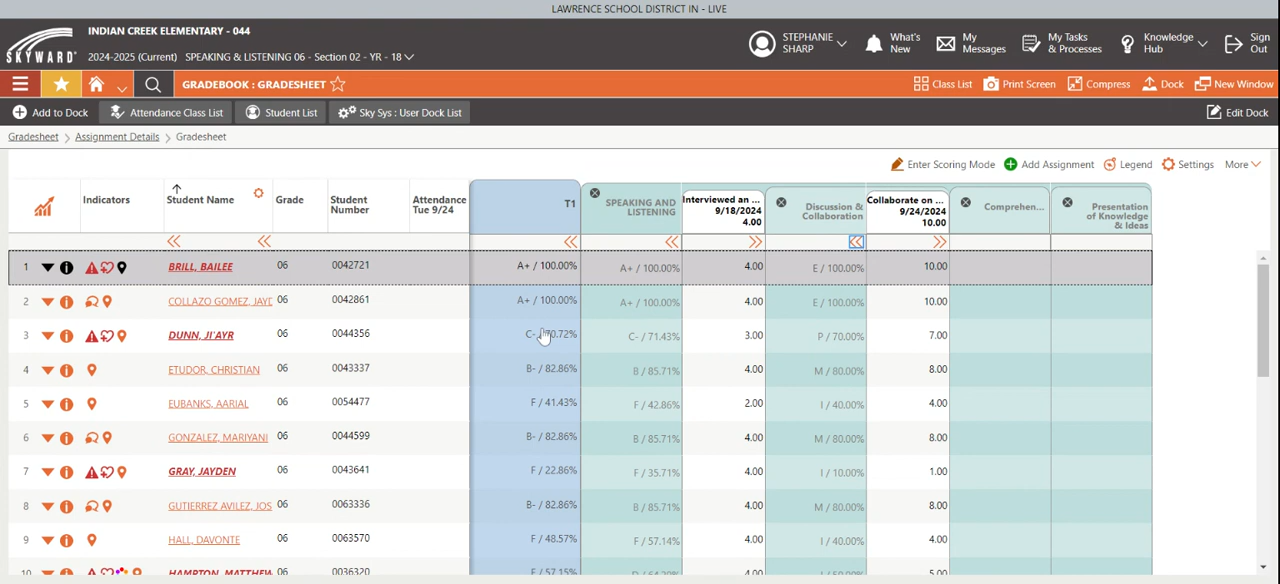 LAWRENCE SCHOOL DISTRICT IN - LIVE
SKYWARD
INDIAN CREEK ELEMENTARY - 044
2024-2025 (Current) SPEAKING & LISTENING 06 - Section 02 - YR - 18
STEPHANIE SHARP
What's New
My Messages
My Tasks & Processes
Knowledge Hub
Sign Out
GRADEBOOK : GRADESHEET
Class List Print Screen Compress Dock New Window
Add to Dock Attendance Class List Student List Sky Sys : User Dock List Edit Dock
Gradesheet > Assignment Details > Gradesheet
Enter Scoring Mode Add Assignment Legend Settings More
Indicators
Student Name
Grade
Student Number
Attendance Tue 9/24
T1
SPEAKING AND LISTENING
Interviewed an ... 9/18/2024 4.00
Discussion & Collaboration
Collaborate on ... 9/24/2024 10.00
Comprehen...
Presentation of Knowledge & Ideas
1 BRILL, BAILEE 06 0042721 A+ / 100.00% A+ / 100.00% 4.00 E / 100.00% 10.00
2 COLLAZO GOMEZ, 06 0042861 A+ / 100.00% A+ / 100.00% 4.00 E / 100.00% 10.00
3 DUNN, JI'AYR 06 0044356 C- / 70.72% C- / 71.43% 3.00 P / 70.00% 7.00
4 ETUDOR, CHRISTIAN 06 0043337 B- / 82.86% B / 85.71% 4.00 M / 80.00% 8.00
5 EUBANKS, AARIAL 06 0054477 F / 41.43% F / 42.86% 2.00 I / 40.00% 4.00
6 GONZALEZ, MARIYANI 06 0044599 B- / 82.86% B / 85.71% 4.00 M / 80.00% 8.00
7 GRAY, JAYDEN 06 0043641 F / 22.86% F / 35.71% 4.00 I / 10.00% 1.00
8 GUTIERREZ AVILEZ, JOS 06 0063336 B- / 82.86% B / 85.71% 4.00 M / 80.00% 8.00
9 HALL, DAVONTE 06 0063570 F / 48.57% F / 57.14% 4.00 I / 40.00% 4.00
10 HAMPTON, MATTHEW 06 0036320 F / 57.15% 4.00 5.00